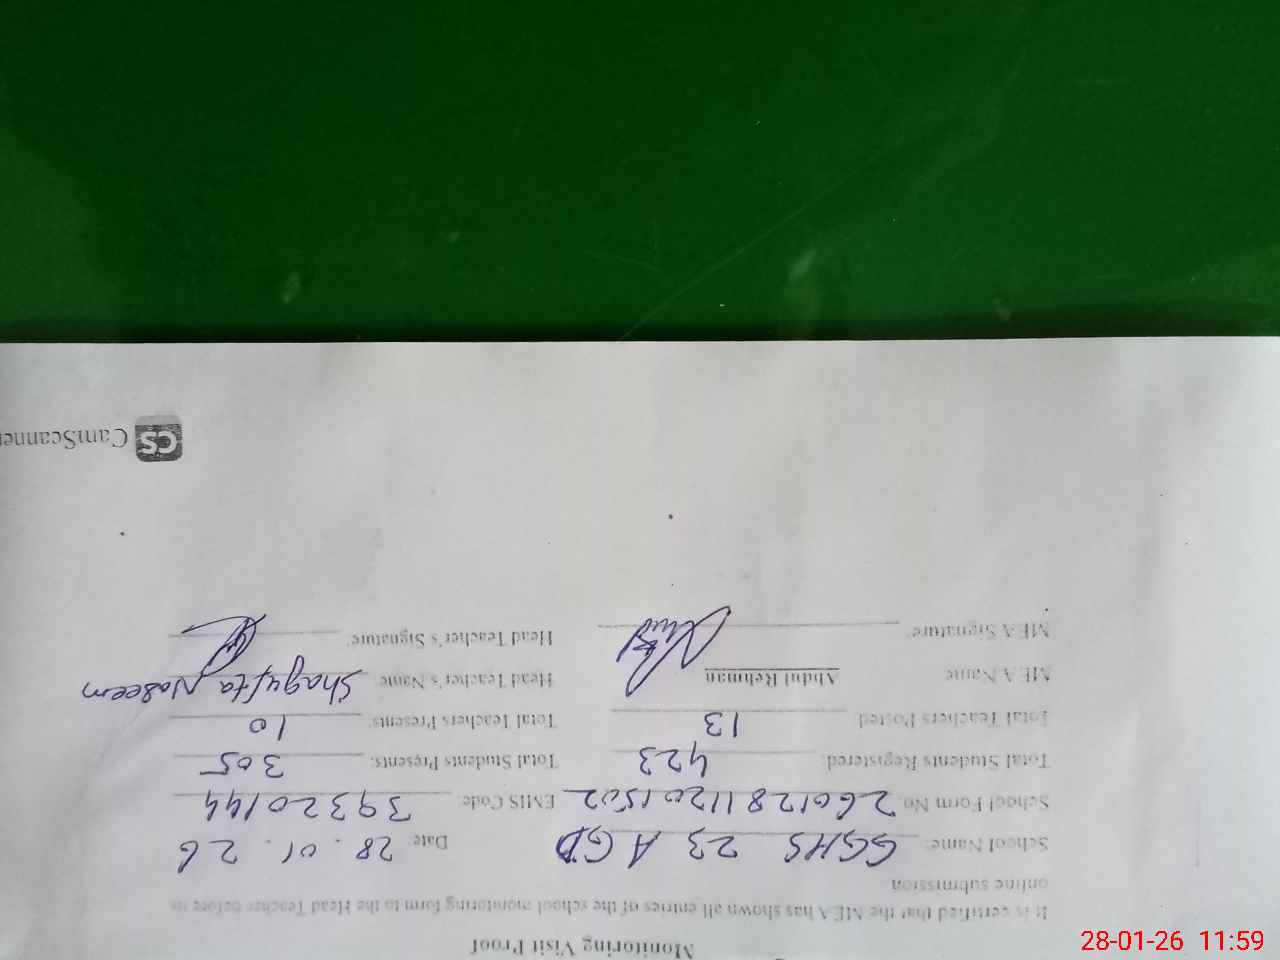 Monitoring Visit Proof
It is certified that the MEA has shown all entries of the school monitoring form to the Head Teacher before its
online submission
School Name: GGHS 23 A GD Date: 28.01.26
School Form No. 26012811201502 EMIS Code: 39320144
Total Students Registered: 423 Total Students Presents: 305
Total Teachers Posted 13 Total Teachers Presents: 10
MEA Name Abdul Rehman Head Teacher's Name Shagufta Naseem
MEA Signature: Head Teacher's Signature:
CS CamScanner
28-01-26 11:59